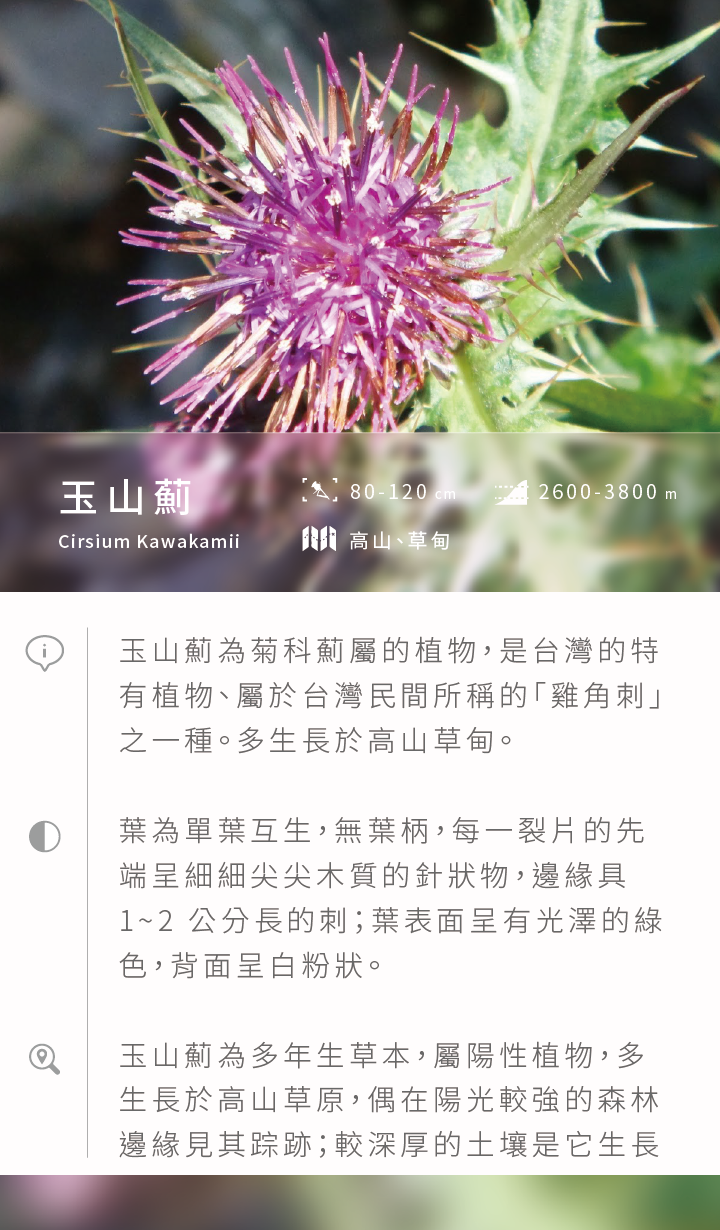 玉山薊
Cirsium Kawakamii
80-120 cm
2600-3800 m
高山、草甸
玉山薊為菊科薊屬的植物，是台灣的特
有植物、屬於台灣民間所稱的「雞角刺」
之一種。多生長於高山草甸。
葉為單葉互生，無葉柄，每一裂片的先
端呈細細尖尖木質的針狀物，邊緣具
1~2 公分長的刺；葉表面呈有光澤的綠
色，背面呈白粉狀。
玉山薊為多年生草本，屬陽性植物，多
生長於高山草原，偶在陽光較強的森林
邊緣見其踪跡；較深厚的土壤是它生長